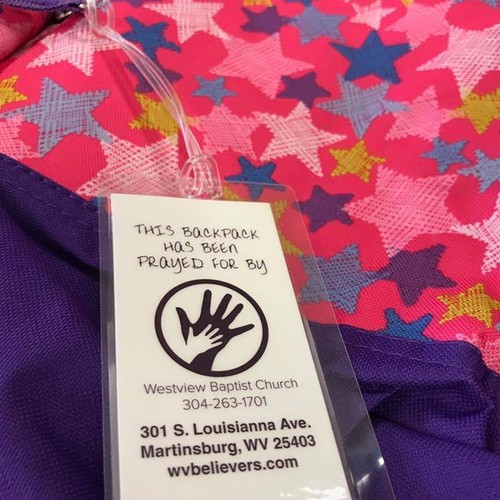 THIS BACKPACK
HAS BEEN
PRAYED FOR BY
Westview Baptist Church
304-263-1701
301 S. Louisianna Ave.
Martinsburg, WV 25403
wvbelievers.com